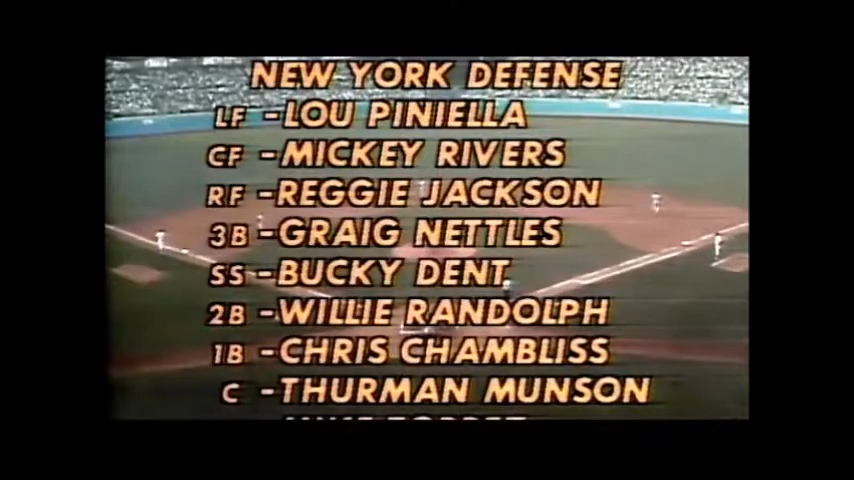 NEW YORK DEFENSE
LF - LOU PINIELLA
CF - MICKEY RIVERS
RF - REGGIE JACKSON
3B - GRAIG NETTLES
SS - BUCKY DENT
2B - WILLIE RANDOLPH
1B - CHRIS CHAMBLISS
C - THURMAN MUNSON